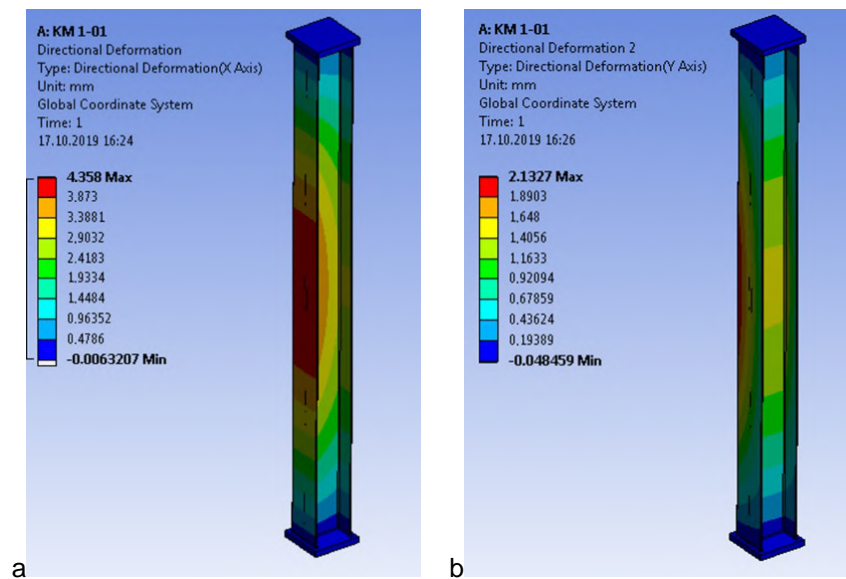 A: KM 1-01
Directional Deformation
Type: Directional Deformation(X Axis)
Unit: mm
Global Coordinate System
Time: 1
17.10.2019 16:24
4.358 Max
3.873
3.3881
2.9032
2.4183
1.9334
1.4484
0.96352
0.4786
-0.0063207 Min
a
A: KM 1-01
Directional Deformation 2
Type: Directional Deformation(Y Axis)
Unit: mm
Global Coordinate System
Time: 1
17.10.2019 16:26
2.1327 Max
1.8903
1.648
1.4056
1.1633
0.92094
0.67859
0.43624
0.19389
-0.048459 Min
b